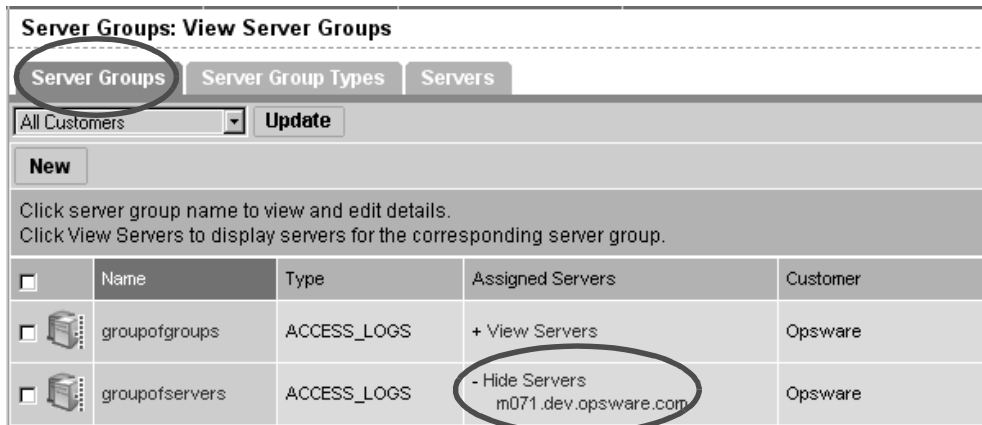 Server Groups: View Server Groups
Server Groups Server Group Types Servers
All Customers Update
New
Click server group name to view and edit details.
Click View Servers to display servers for the corresponding server group.
Name Type Assigned Servers Customer
groupofgroups ACCESS_LOGS + View Servers Opsware
groupofservers ACCESS_LOGS - Hide Servers Opsware
m071.dev.opsware.com